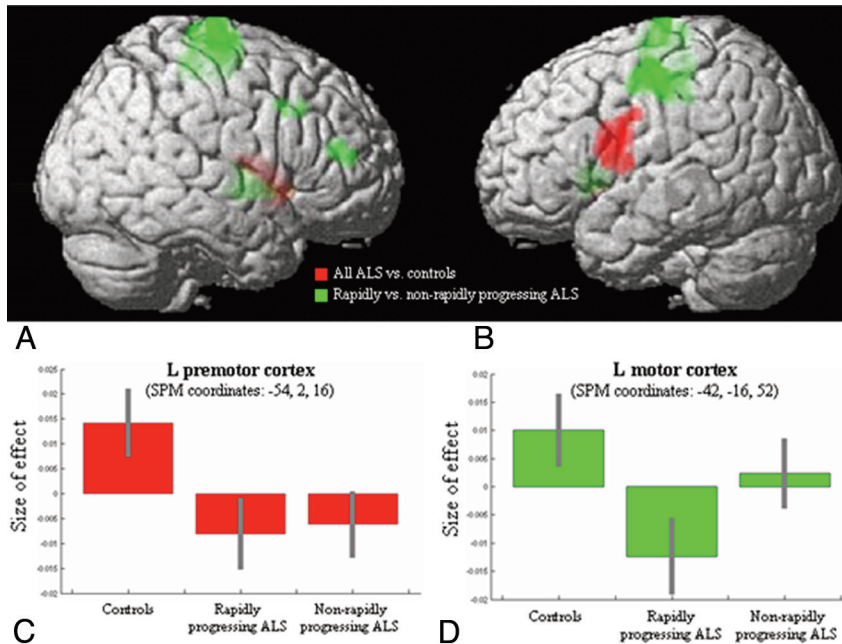 All ALS vs. controls
Rapidly vs. non-rapidly progressing ALS
A
B
L premotor cortex
(SPM coordinates: -54, 2, 16)
Size of effect
0.025
0.02
0.015
0.01
0.005
0
-0.005
-0.01
-0.015
-0.02
Controls
Rapidly
progressing ALS
Non-rapidly
progressing ALS
C
L motor cortex
(SPM coordinates: -42, -16, 52)
Size of effect
0.02
0.015
0.01
0.005
0
-0.005
-0.01
-0.015
-0.02
Controls
Rapidly
progressing ALS
Non-rapidly
progressing ALS
D